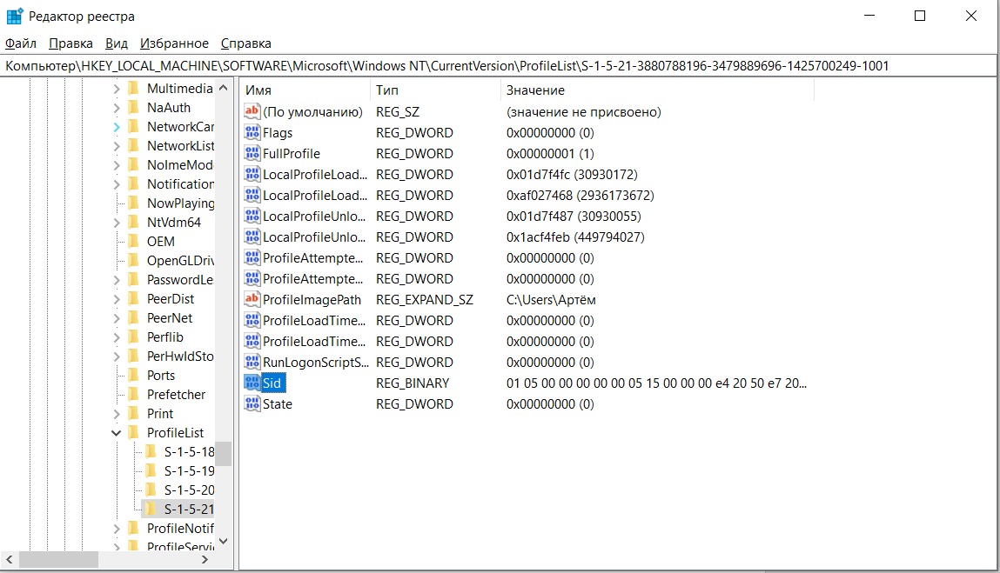 Редактор реестра
Файл Правка Вид Избранное Справка
Компьютер\HKEY_LOCAL_MACHINE\SOFTWARE\Microsoft\Windows NT\CurrentVersion\ProfileList\S-1-5-21-3880788196-3479889696-1425700249-1001
Multimedia
NaAuth
NetworkCar
NetworkList
NoImeMod
Notification
NowPlaying
NtVdm64
OEM
OpenGLDriv
PasswordLe
PeerDist
PeerNet
Perflib
PerHwIdSto
Ports
Prefetcher
Print
ProfileList
S-1-5-18
S-1-5-19
S-1-5-20
S-1-5-21
ProfileNotif
ProfileServi
Имя Тип Значение
(По умолчанию) REG_SZ (значение не присвоено)
Flags REG_DWORD 0x00000000 (0)
FullProfile REG_DWORD 0x00000001 (1)
LocalProfileLoad... REG_DWORD 0x01d7f4fc (30930172)
LocalProfileLoad... REG_DWORD 0xaf027468 (2936173672)
LocalProfileUnlo... REG_DWORD 0x01d7f487 (30930055)
LocalProfileUnlo... REG_DWORD 0x1acf4feb (449794027)
ProfileAttempte... REG_DWORD 0x00000000 (0)
ProfileAttempte... REG_DWORD 0x00000000 (0)
ProfileImagePath REG_EXPAND_SZ C:\Users\Артём
ProfileLoadTime... REG_DWORD 0x00000000 (0)
ProfileLoadTime... REG_DWORD 0x00000000 (0)
RunLogonScriptS... REG_DWORD 0x00000000 (0)
Sid REG_BINARY 01 05 00 00 00 00 00 05 15 00 00 00 e4 20 50 e7 20...
State REG_DWORD 0x00000000 (0)